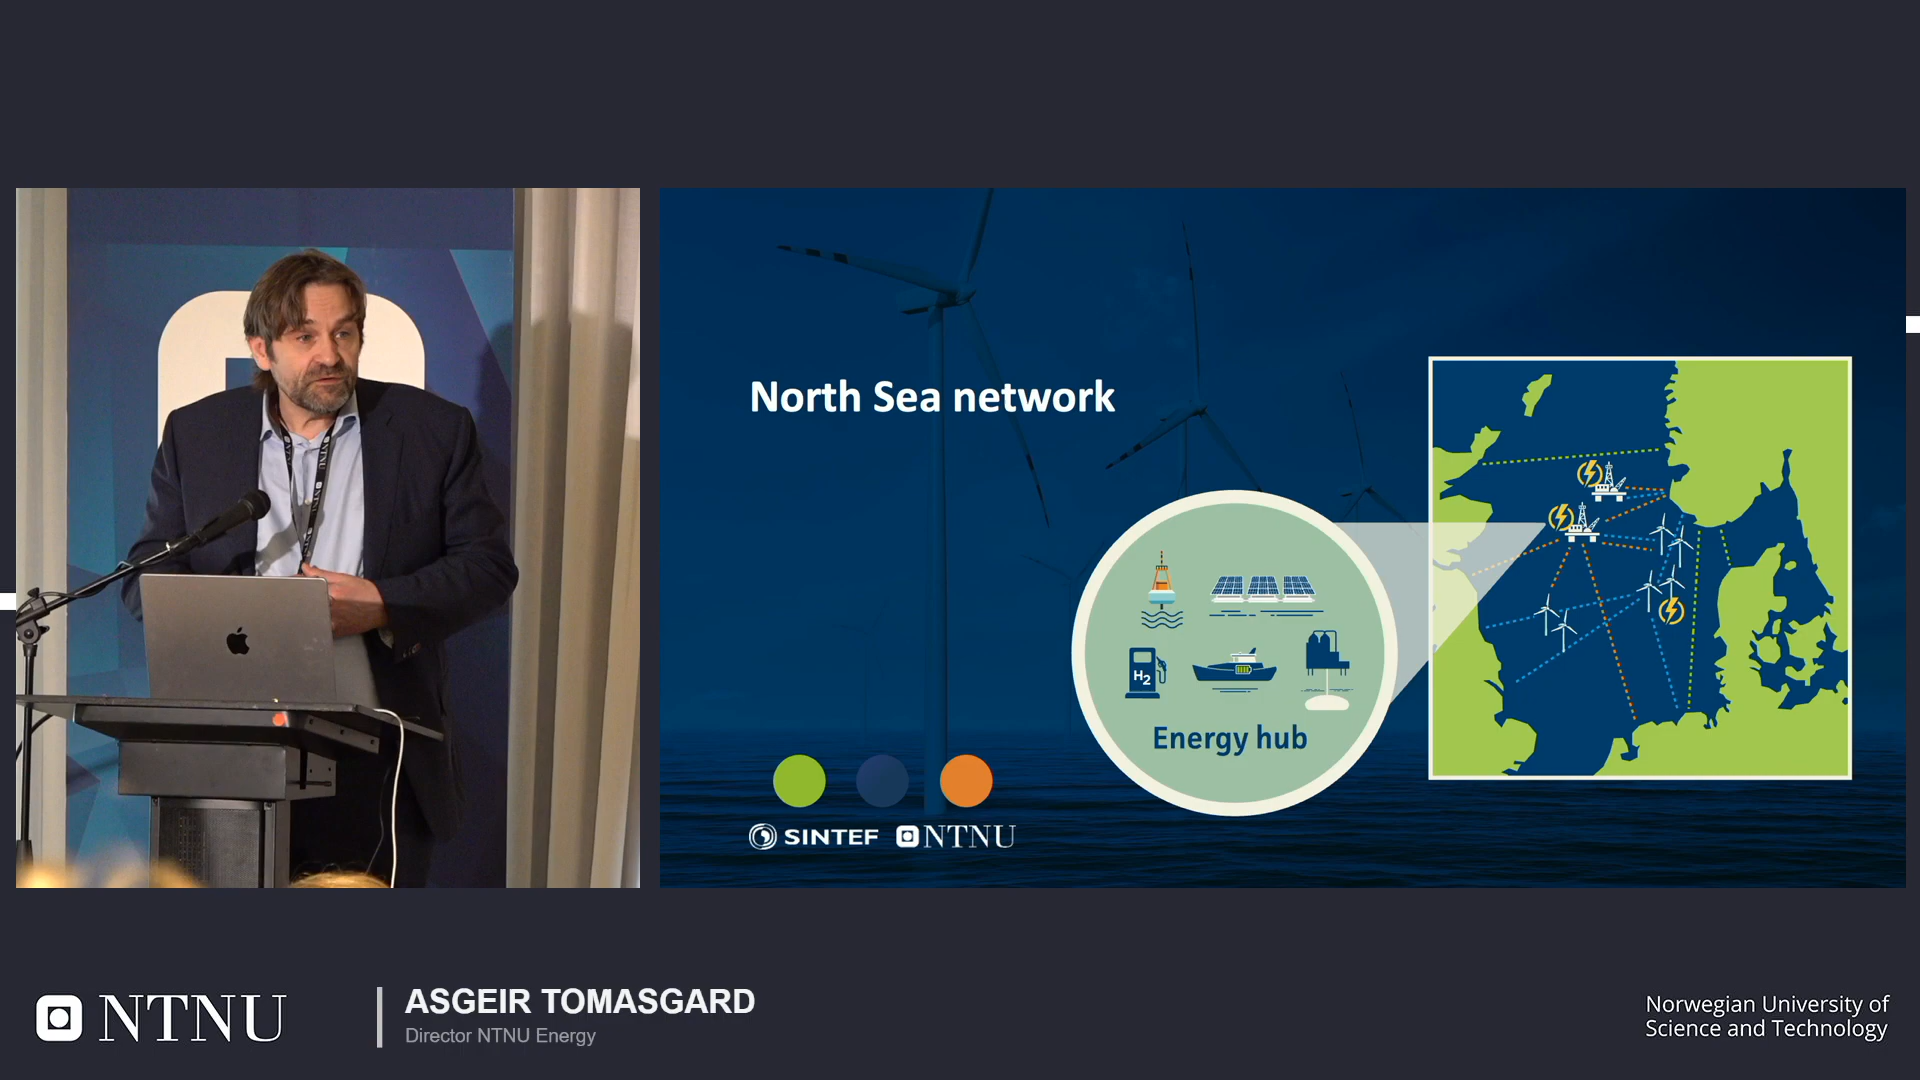 NTNU
North Sea network
H2
Energy hub
SINTEF NTNU
NTNU
ASGEIR TOMASGARD
Director NTNU Energy
Norwegian University of
Science and Technology